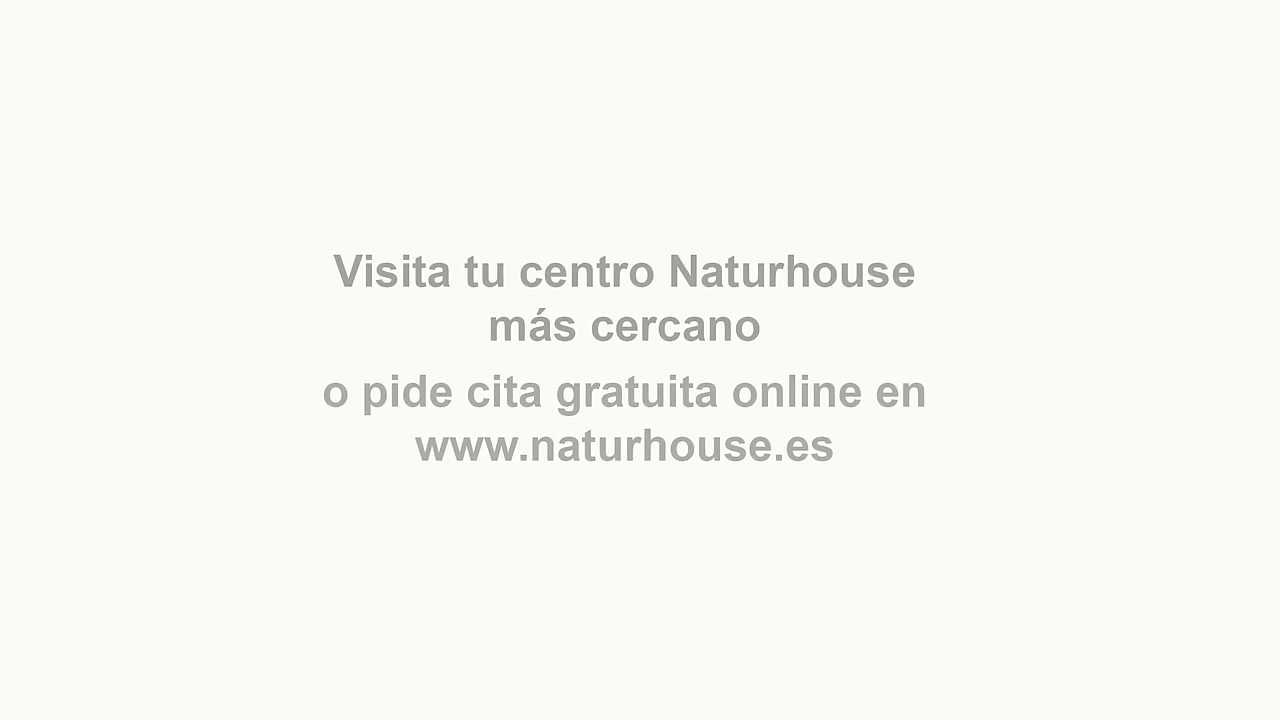 Visita tu centro Naturhouse
más cercano
o pide cita gratuita online en
www.naturhouse.es